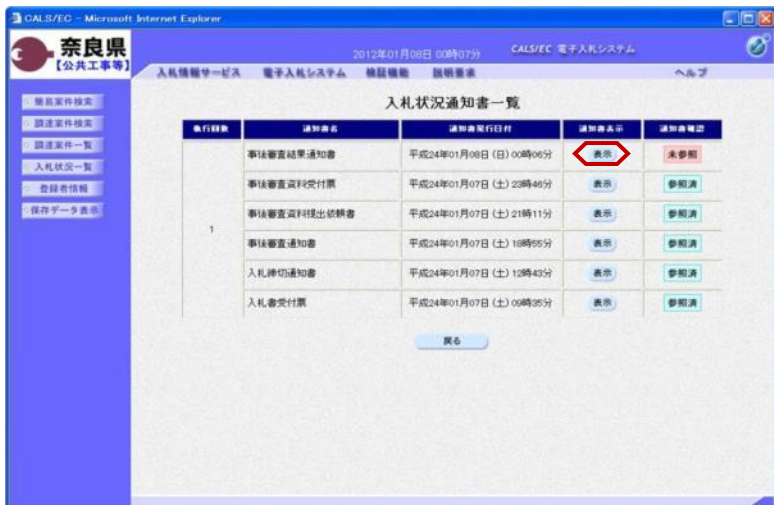 CALS/EC - Microsoft Internet Explorer
奈良県
【公共工事等】
2012年01月08日 00時07分
CALS/EC 電子入札システム
入札情報サービス 電子入札システム 検証機能 説明要求 ヘルプ
簡易案件検索
調達案件検索
調達案件一覧
入札状況一覧
登録者情報
保存データ表示
入札状況通知書一覧
執行回数 通知書名 通知書発行日付 通知書表示 通知書確認
1
事後審査結果通知書 平成24年01月08日(日)00時06分 表示 未参照
事後審査資料受付票 平成24年01月07日(土)23時46分 表示 参照済
事後審査資料提出依頼書 平成24年01月07日(土)21時11分 表示 参照済
事後審査通知書 平成24年01月07日(土)18時55分 表示 参照済
入札締切通知書 平成24年01月07日(土)12時43分 表示 参照済
入札書受付票 平成24年01月07日(土)09時35分 表示 参照済
戻る